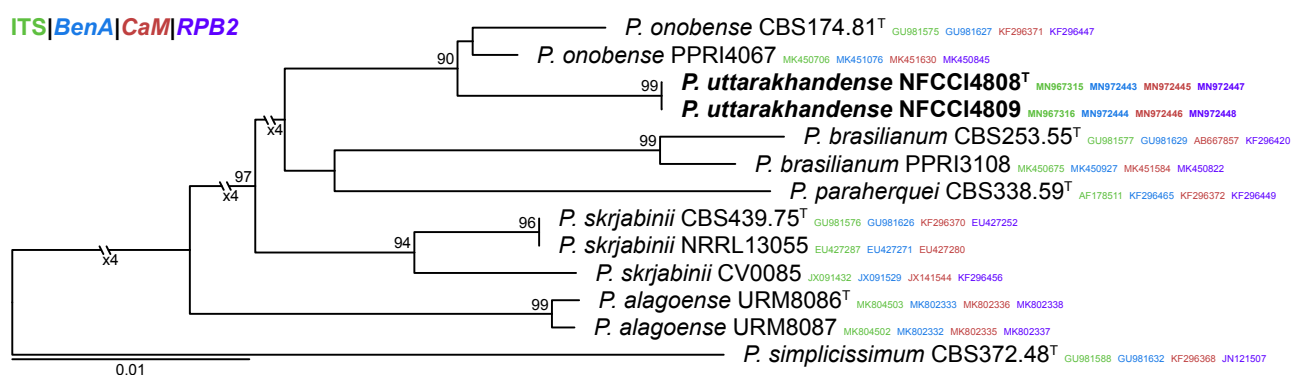 ITS|BenA|CaM|RPB2
P. onobense CBS174.81ᵀ GU981575 GU981627 KF296371 KF296447
90
P. onobense PPRI4067 MK450706 MK451076 MK451630 MK450845
99 P. uttarakhandense NFCCI4808ᵀ MN967315 MN972443 MN972445 MN972447
P. uttarakhandense NFCCI4809 MN967316 MN972444 MN972446 MN972448
x4
P. brasilianum CBS253.55ᵀ GU981577 GU981629 AB667857 KF296420
99
P. brasilianum PPRI3108 MK450675 MK450927 MK451584 MK450822
97
x4
P. paraherquei CBS338.59ᵀ AF178511 KF296465 KF296372 KF296449
P. skrjabinii CBS439.75ᵀ GU981576 GU981626 KF296370 EU427252
96
94
P. skrjabinii NRRL13055 EU427287 EU427271 EU427280
x4
P. skrjabinii CV0085 JX091432 JX091529 JX141544 KF296456
P. alagoense URM8086ᵀ MK804503 MK802333 MK802336 MK802338
99
P. alagoense URM8087 MK804502 MK802332 MK802335 MK802337
P. simplicissimum CBS372.48ᵀ GU981588 GU981632 KF296368 JN121507
0.01